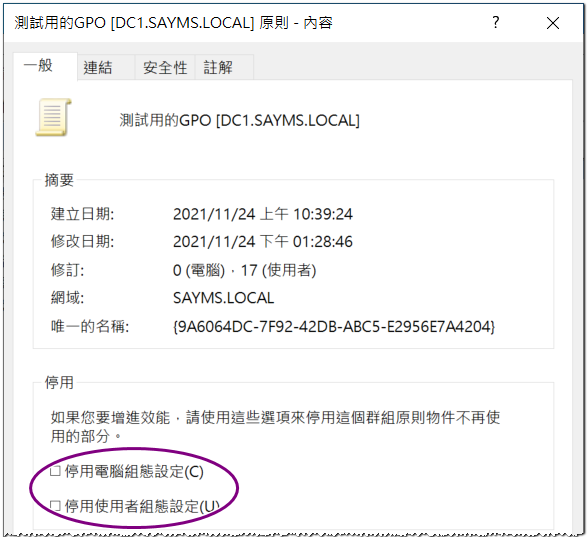 測試用的GPO [DC1.SAYMS.LOCAL] 原則 - 內容
?
一般 連結 安全性 註解
測試用的GPO [DC1.SAYMS.LOCAL]
摘要
建立日期: 2021/11/24 上午 10:39:24
修改日期: 2021/11/24 下午 01:28:46
修訂: 0 (電腦)，17 (使用者)
網域: SAYMS.LOCAL
唯一的名稱: {9A6064DC-7F92-42DB-ABC5-E2956E7A4204}
停用
如果您要增進效能，請使用這些選項來停用這個群組原則物件不再使
用的部分。
停用電腦組態設定(C)
停用使用者組態設定(U)